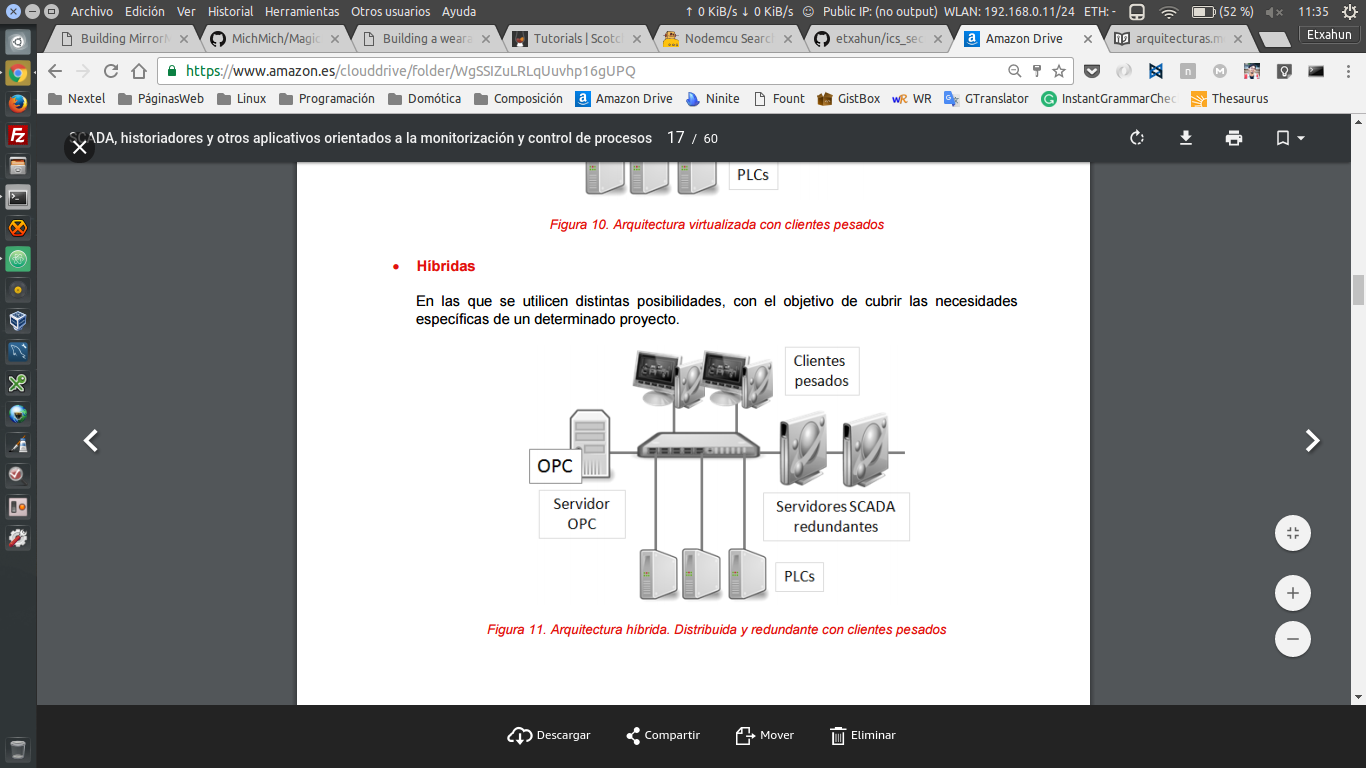 Archivo Edición Ver Historial Herramientas Otros usuarios Ayuda ↑ 0 KiB/s ↓ 0 KiB/s Public IP: (no output) WLAN: 192.168.0.11/24 ETH: - (52 %) 11:35
Building MirrorM MichMich/Magic Building a weara Tutorials | Scotch Nodemcu Search etxahun/ics_sec Amazon Drive arquitecturas.m Etxahun
https://www.amazon.es/clouddrive/folder/WgSSIZuLRLqUuvhp16gUPQ
Nextel PáginasWeb Linux Programación Domótica Composición Amazon Drive Ninite Fount GistBox WR GTranslator InstantGrammarChec Thesaurus
SCADA, historiadores y otros aplicativos orientados a la monitorización y control de procesos 17 / 60
PLCs
Figura 10. Arquitectura virtualizada con clientes pesados
• Híbridas
En las que se utilicen distintas posibilidades, con el objetivo de cubrir las necesidades
específicas de un determinado proyecto.
Clientes
pesados
OPC
Servidor
OPC
Servidores SCADA
redundantes
PLCs
Figura 11. Arquitectura híbrida. Distribuida y redundante con clientes pesados
Descargar Compartir Mover Eliminar